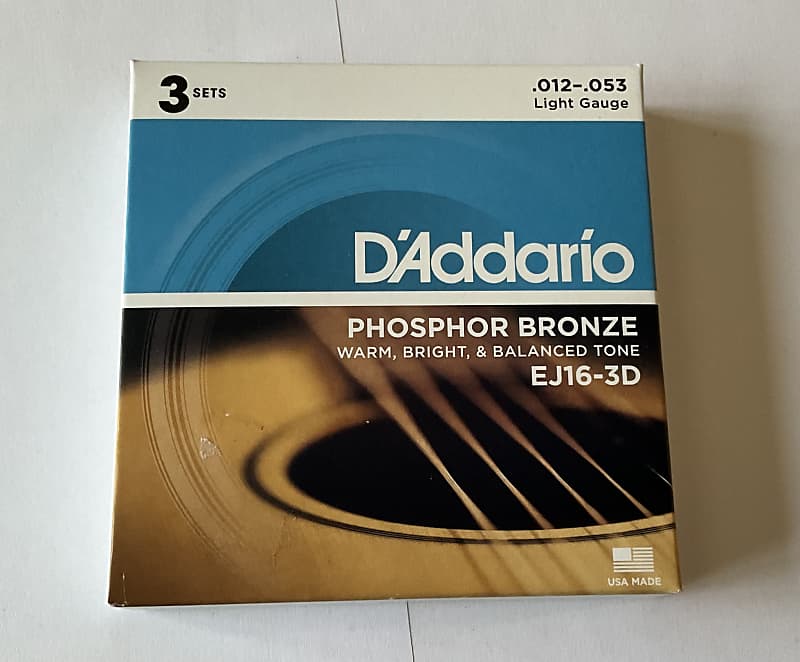 3 SETS
.012–.053
Light Gauge
D'Addario
PHOSPHOR BRONZE
WARM, BRIGHT, & BALANCED TONE
EJ16-3D
USA MADE